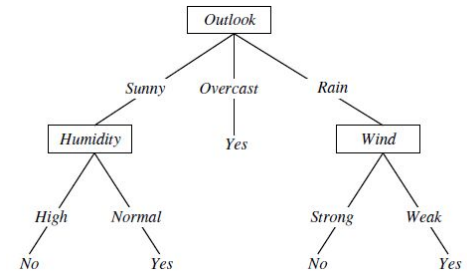 Outlook
Sunny Overcast Rain
Humidity Yes Wind
High Normal Strong Weak
No Yes No Yes